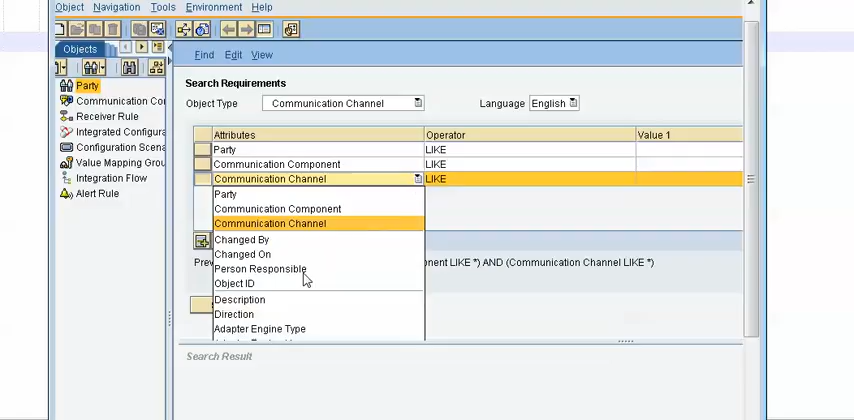 Object Navigation Tools Environment Help
Objects
Find Edit View
Party
Communication Co
Receiver Rule
Integrated Configura
Configuration Scena
Value Mapping Grou
Integration Flow
Alert Rule
Search Requirements
Object Type Communication Channel Language English
Attributes Operator Value 1
Party LIKE
Communication Component LIKE
Communication Channel LIKE
Party
Communication Component
Communication Channel
Changed By
Changed On
Person Responsible
Object ID
Description
Direction
Adapter Engine Type
Prev
nent LIKE *) AND (Communication Channel LIKE *)
Search Result